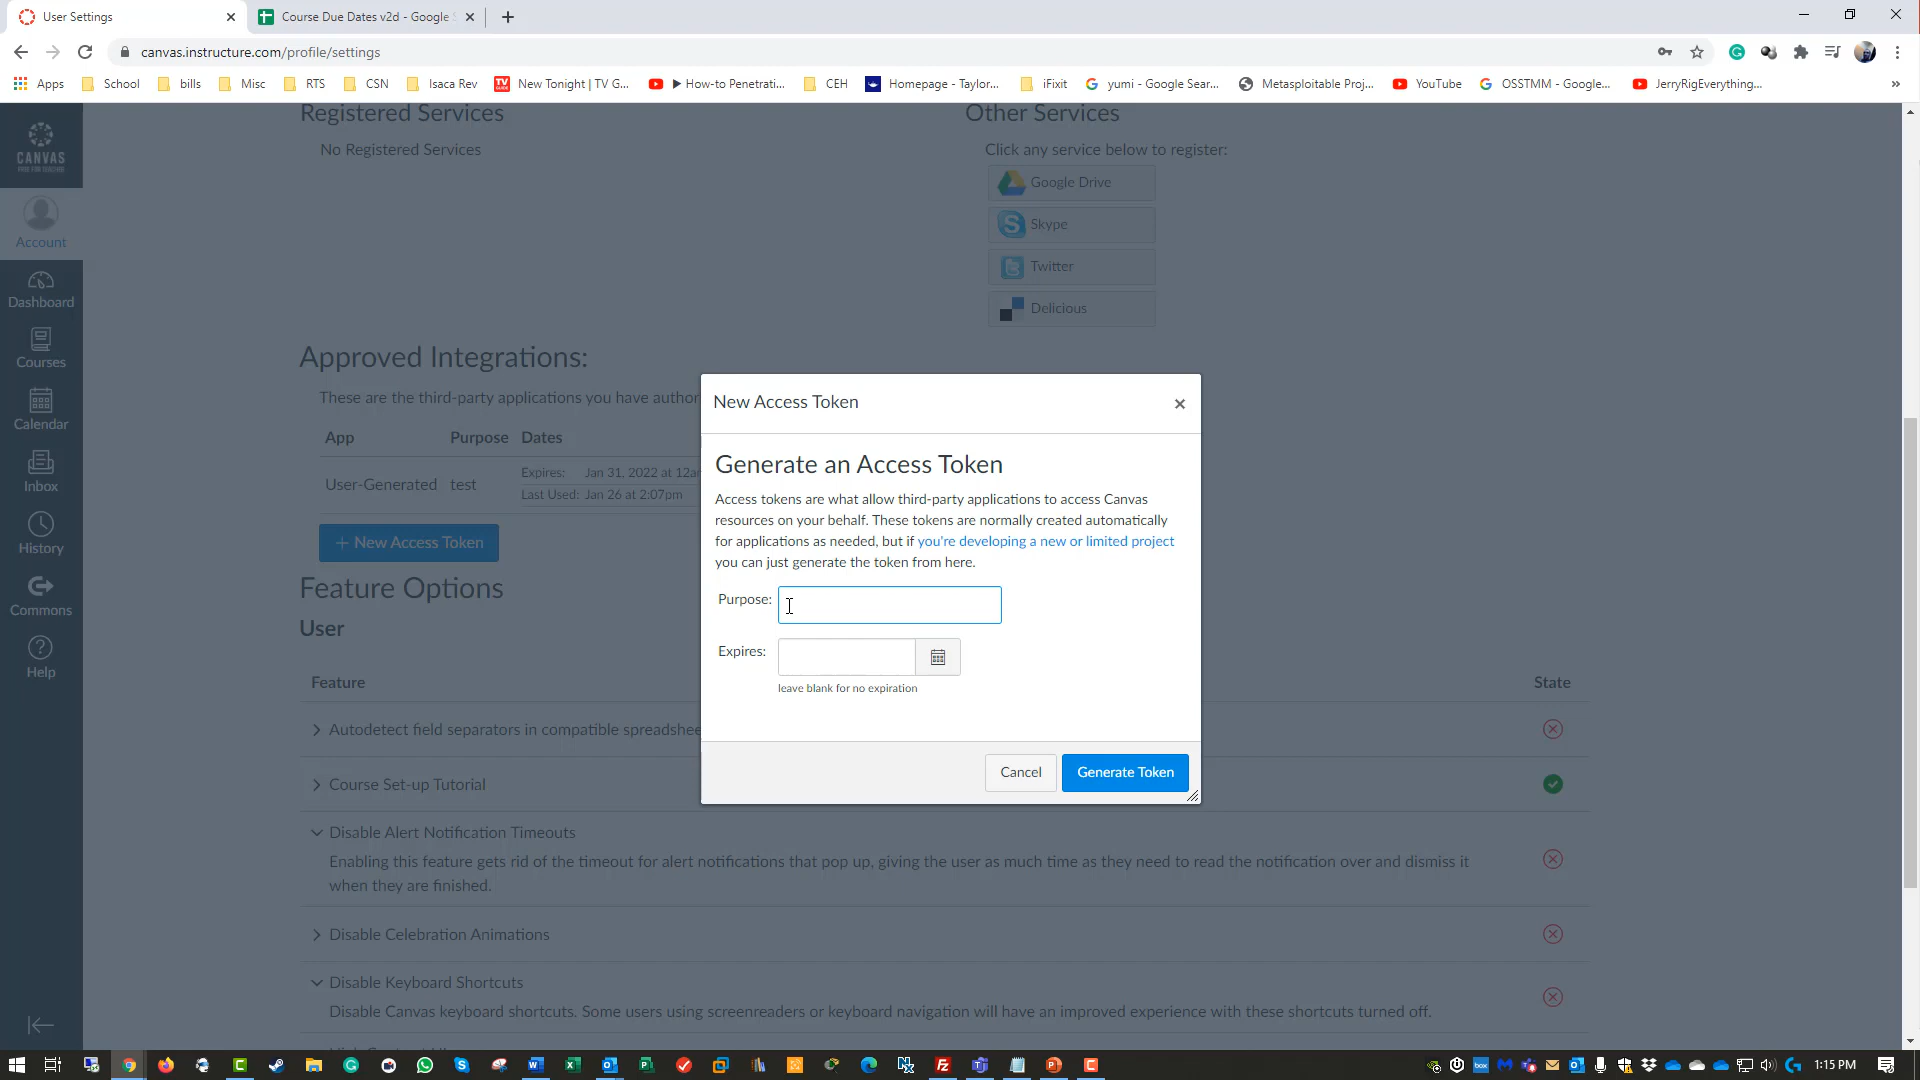 User Settings
Course Due Dates v2d - Google S
canvas.instructure.com/profile/settings
Apps School bills Misc RTS CSN Isaca Rev New Tonight | TV G... ▶ How-to Penetrati... CEH Homepage - Taylor... iFixit yumi - Google Sear... Metasploitable Proj... YouTube OSSTMM - Google... JerryRigEverything... »
CANVAS
Account
Dashboard
Courses
Calendar
Inbox
History
Commons
Help
Registered Services
No Registered Services
Other Services
Click any service below to register:
Google Drive
Skype
Twitter
Delicious
Approved Integrations:
These are the third-party applications you have author
App Purpose Dates
User-Generated test
Expires: Jan 31, 2022 at 12am
Last Used: Jan 26 at 2:07pm
+ New Access Token
Feature Options
User
Feature State
Autodetect field separators in compatible spreadshee
Course Set-up Tutorial
Disable Alert Notification Timeouts
Enabling this feature gets rid of the timeout for alert notifications that pop up, giving the user as much time as they need to read the notification over and dismiss it
when they are finished.
Disable Celebration Animations
Disable Keyboard Shortcuts
Disable Canvas keyboard shortcuts. Some users using screenreaders or keyboard navigation will have an improved experience with these shortcuts turned off.
New Access Token
Generate an Access Token
Access tokens are what allow third-party applications to access Canvas
resources on your behalf. These tokens are normally created automatically
for applications as needed, but if you're developing a new or limited project
you can just generate the token from here.
Purpose:
Expires:
leave blank for no expiration
Cancel
Generate Token
1:15 PM